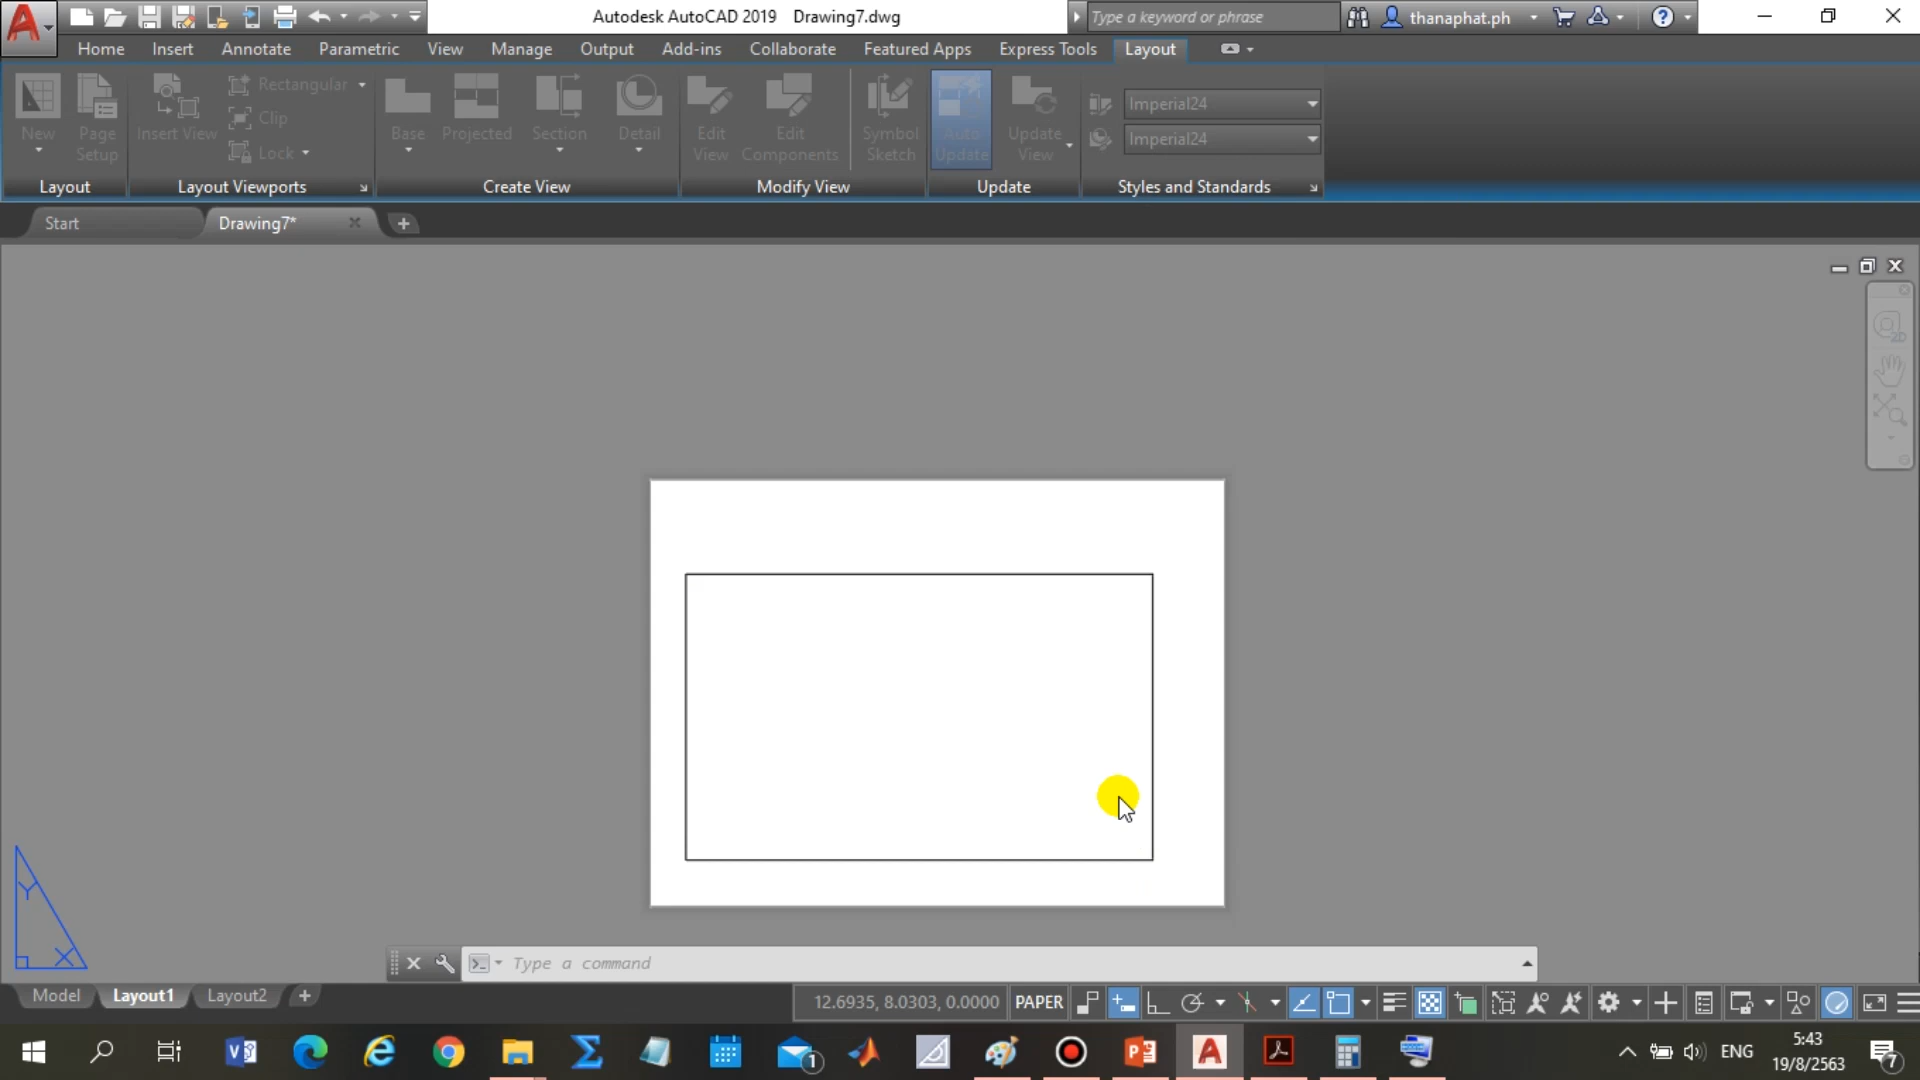 Autodesk AutoCAD 2019 Drawing7.dwg
Type a keyword or phrase
thanaphat.ph
Home Insert Annotate Parametric View Manage Output Add-ins Collaborate Featured Apps Express Tools Layout
New
Page Setup
Insert View
Rectangular
Clip
Lock
Base
Projected
Section
Detail
Edit View
Edit Components
Symbol Sketch
Auto Update
Update View
Imperial24
Imperial24
Layout
Layout Viewports
Create View
Modify View
Update
Styles and Standards
Start
Drawing7*
2D
Y
X
Type a command
Model Layout1 Layout2
12.6935, 8.0303, 0.0000 PAPER
1
ENG
5:43
19/8/2563
7